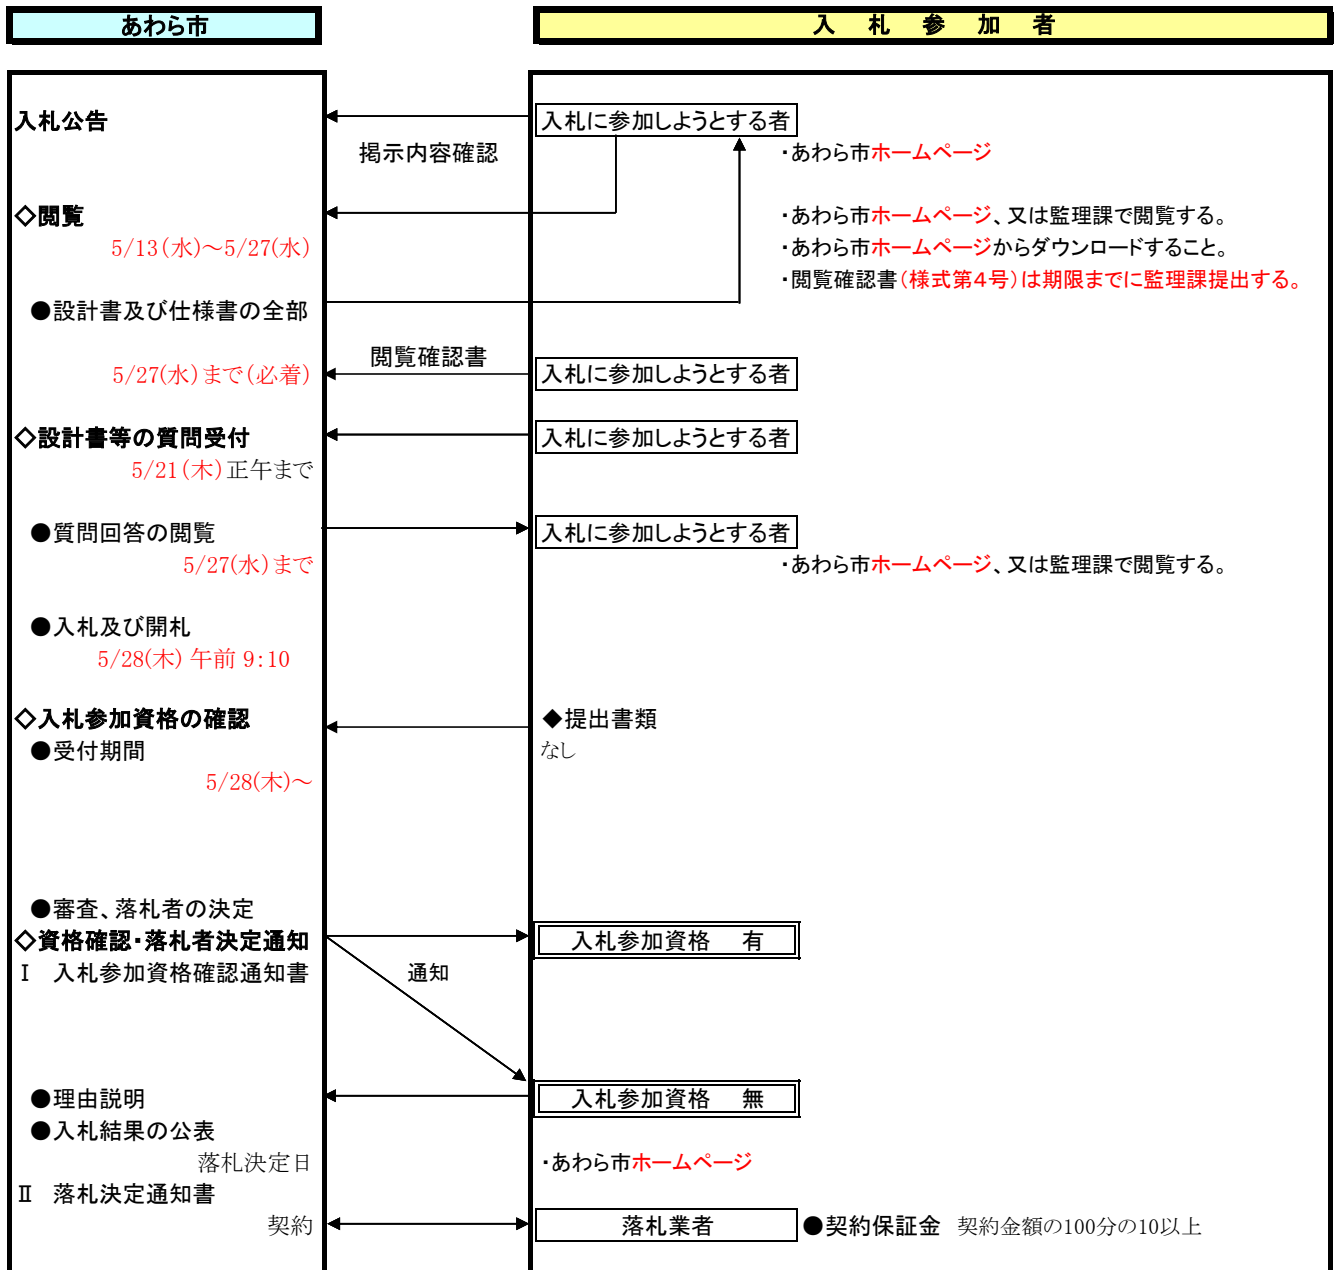 あわら市
入　札　参　加　者
入札公告
入札に参加しようとする者
掲示内容確認
・あわら市ホームページ
◇閲覧
・あわら市ホームページ、又は監理課で閲覧する。
5/13(水)～5/27(水)
・あわら市ホームページからダウンロードすること。
・閲覧確認書(様式第4号)は期限までに監理課提出する。
●設計書及び仕様書の全部
閲覧確認書
5/27(水)まで(必着)
入札に参加しようとする者
◇設計書等の質問受付
入札に参加しようとする者
5/21(木)正午まで
●質問回答の閲覧
入札に参加しようとする者
5/27(水)まで
・あわら市ホームページ、又は監理課で閲覧する。
●入札及び開札
5/28(木) 午前 9:10
◇入札参加資格の確認
◆提出書類
●受付期間
なし
5/28(木)～
●審査、落札者の決定
◇資格確認・落札者決定通知
入札参加資格　有
Ⅰ　入札参加資格確認通知書
通知
●理由説明
入札参加資格　無
●入札結果の公表
落札決定日
・あわら市ホームページ
Ⅱ　落札決定通知書
契約
落札業者
●契約保証金　契約金額の100分の10以上